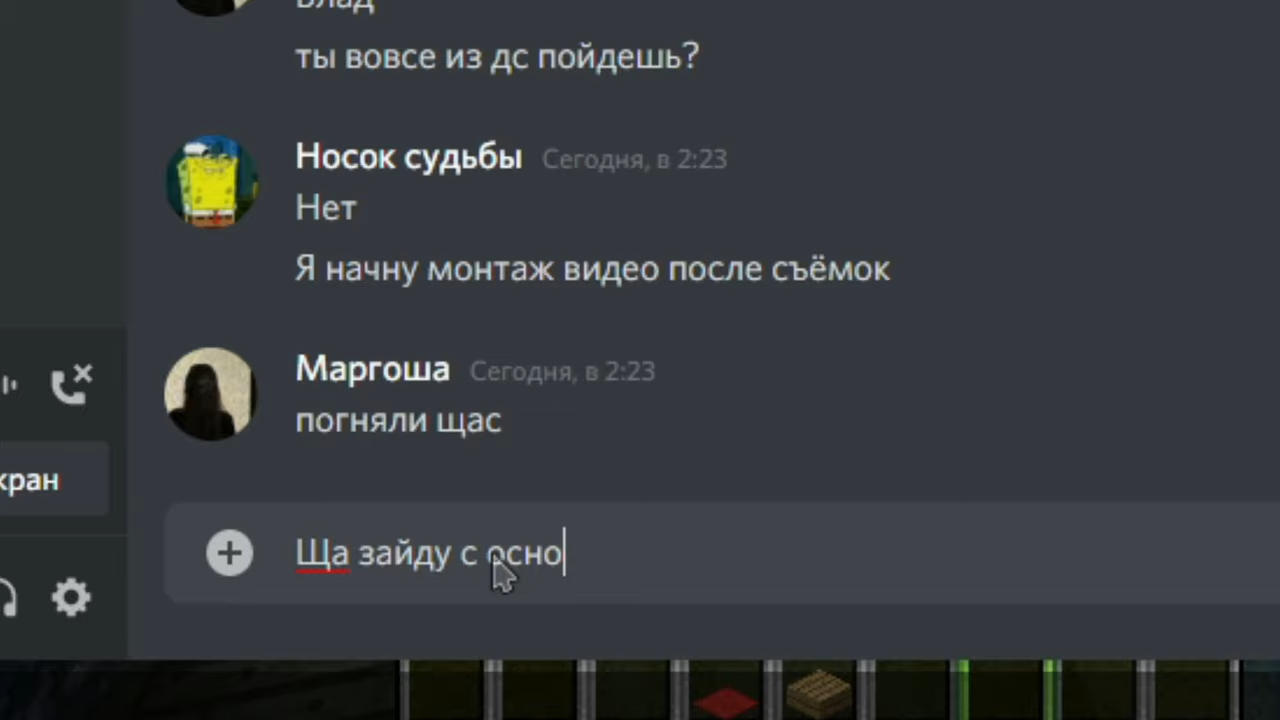 Влад
ты вовсе из дс пойдешь?
Носок судьбы Сегодня, в 2:23
Нет
Я начну монтаж видео после съёмок
Маргоша Сегодня, в 2:23
погняли щас
кран
Ща зайду с осно